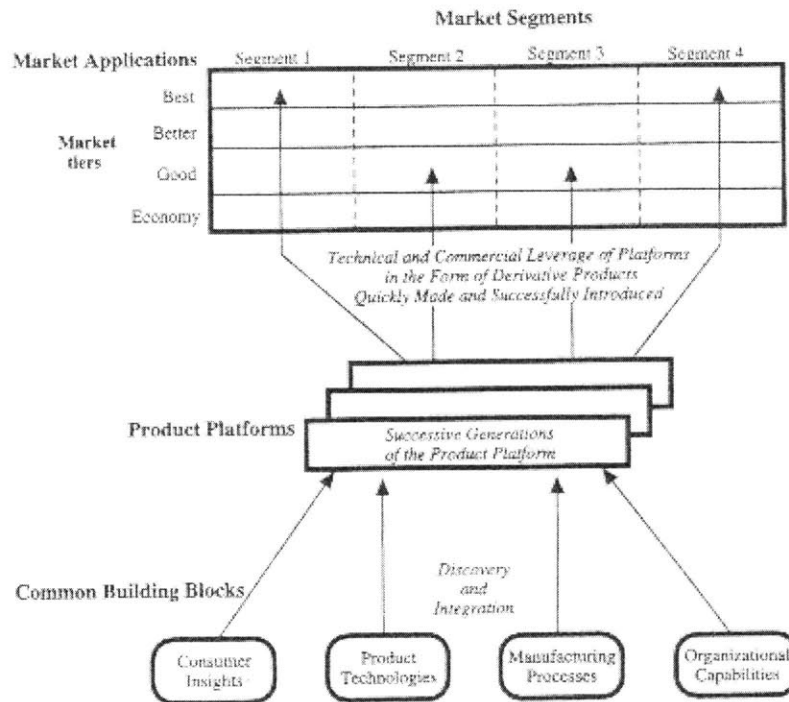 Market Segments
Market Applications
Segment 1
Segment 2
Segment 3
Segment 4
Best
Better
Market
tiers
Good
Economy
Technical and Commercial Leverage of Platforms
in the Form of Derivative Products
Quickly Made and Successfully Introduced
Product Platforms
Successive Generations
of the Product Platform
Common Building Blocks
Discovery
and
Integration
Consumer
Insights
Product
Technologies
Manufacturing
Processes
Organizational
Capabilities